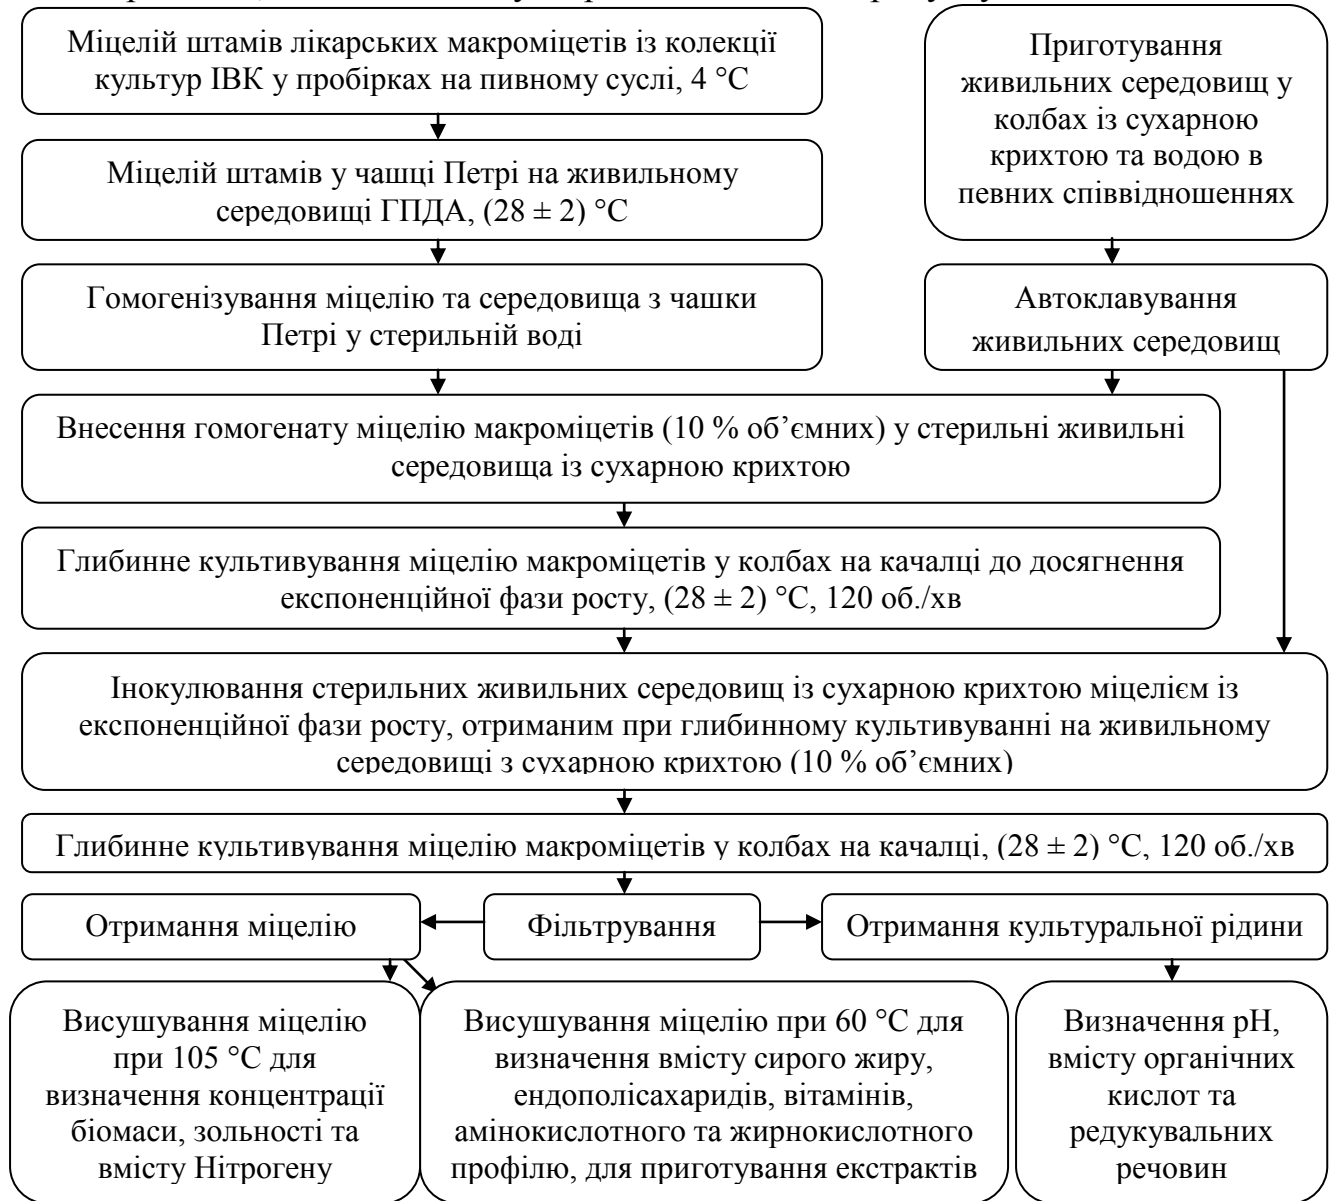 Міцелій штамів лікарських макроміцетів із колекції
культур ІВК у пробірках на пивному суслі, 4 °C
Приготування
живильних середовищ у
колбах із сухарною
крихтою та водою в
певних співвідношеннях
Міцелій штамів у чашці Петрі на живильному
середовищі ГПДА, (28 ± 2) °C
Гомогенізування міцелію та середовища з чашки
Петрі у стерильній воді
Автоклавування
живильних середовищ
Внесення гомогенату міцелію макроміцетів (10 % об’ємних) у стерильні живильні
середовища із сухарною крихтою
Глибинне культивування міцелію макроміцетів у колбах на качалці до досягнення
експоненційної фази росту, (28 ± 2) °C, 120 об./хв
Інокулювання стерильних живильних середовищ із сухарною крихтою міцелієм із
експоненційної фази росту, отриманим при глибинному культивуванні на живильному
середовищі з сухарною крихтою (10 % об’ємних)
Глибинне культивування міцелію макроміцетів у колбах на качалці, (28 ± 2) °C, 120 об./хв
Отримання міцелію
Фільтрування
Отримання культуральної рідини
Висушування міцелію
при 105 °C для
визначення концентрації
біомаси, зольності та
вмісту Нітрогену
Висушування міцелію при 60 °C для
визначення вмісту сирого жиру,
ендополісахаридів, вітамінів,
амінокислотного та жирнокислотного
профілю, для приготування екстрактів
Визначення pH,
вмісту органічних
кислот та
редукувальних
речовин